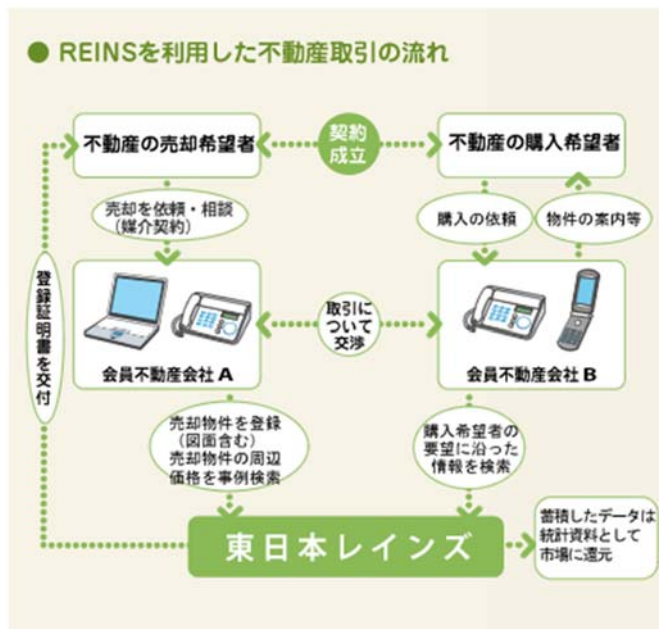 ● REINSを利用した不動産取引の流れ
不動産の売却希望者
契約
成立
不動産の購入希望者
売却を依頼・相談
(媒介契約)
購入の依頼
物件の案内等
登録証明書を交付
取引に
ついて
交渉
会員不動産会社 A
会員不動産会社 B
売却物件を登録
(図面含む)
売却物件の周辺
価格を事例検索
購入希望者の
要望に沿った
情報を検索
東日本レインズ
蓄積したデータは
統計資料として
市場に還元